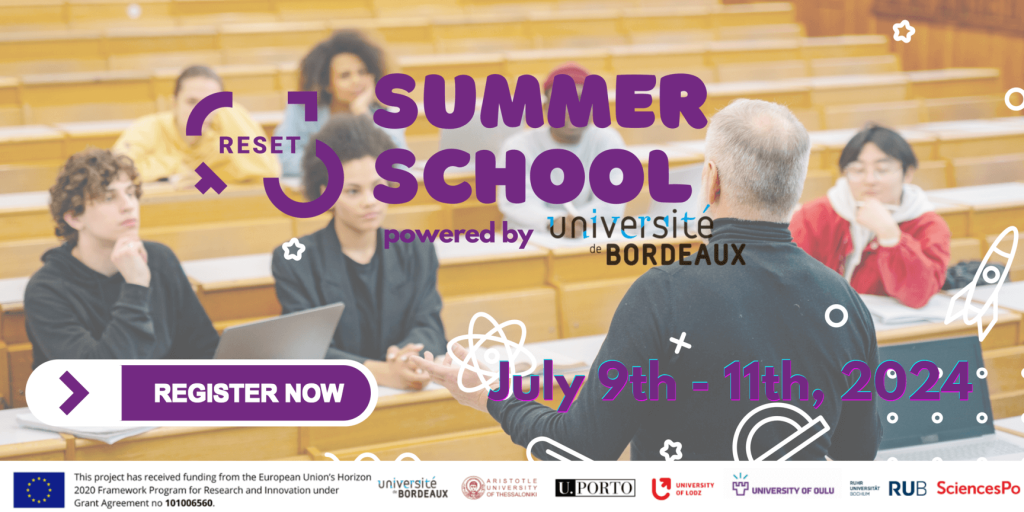 RESET
SUMMER
SCHOOL
powered by
université
de BORDEAUX
REGISTER NOW
July 9th - 11th, 2024
This project has received funding from the European Union's Horizon
2020 Framework Program for Research and Innovation under
Grant Agreement no 101006560.
université
de BORDEAUX
ARISTOTLE
UNIVERSITY
OF THESSALONIKI
U.PORTO
UNIVERSITY
OF LODZ
UNIVERSITY OF OULU
RUHR
UNIVERSITÄT
BOCHUM
RUB
SciencesPo